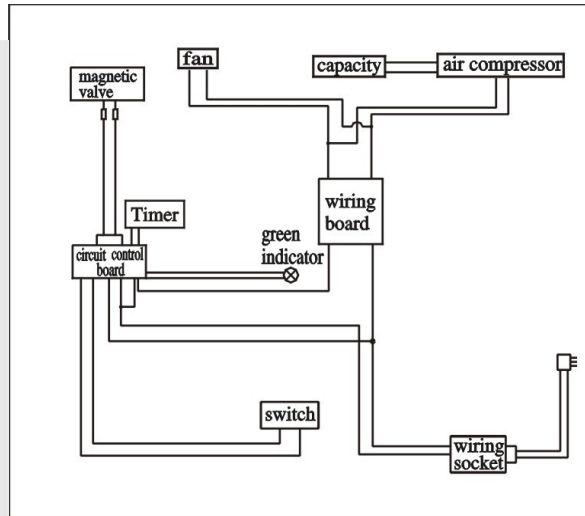 fan
capacity
air compressor
magnetic
valve
Timer
wiring
board
green
indicator
circuit control
board
switch
wiring
socket